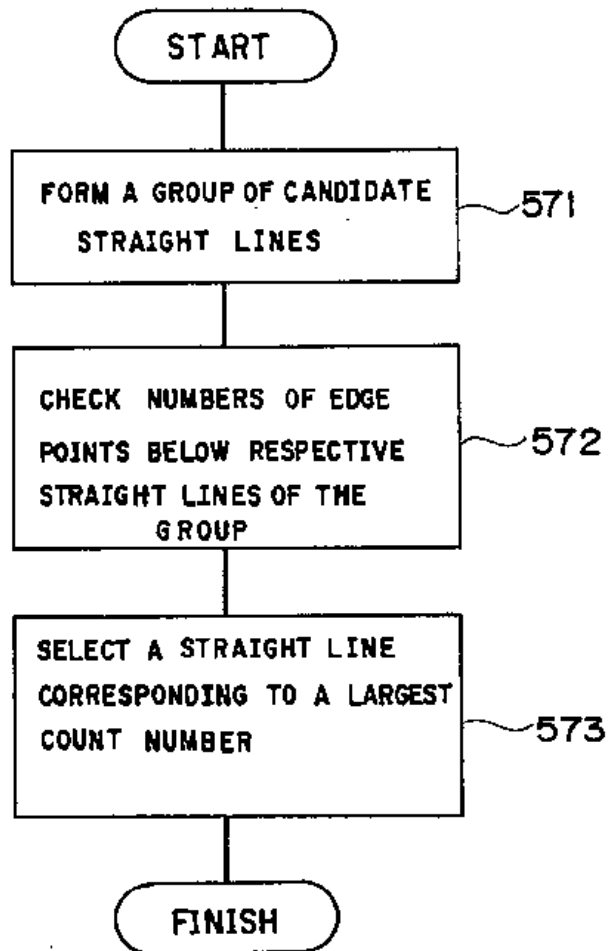 START
FORM A GROUP OF CANDIDATE
STRAIGHT LINES
571
CHECK NUMBERS OF EDGE
POINTS BELOW RESPECTIVE
STRAIGHT LINES OF THE
GROUP
572
SELECT A STRAIGHT LINE
CORRESPONDING TO A LARGEST
COUNT NUMBER
573
FINISH